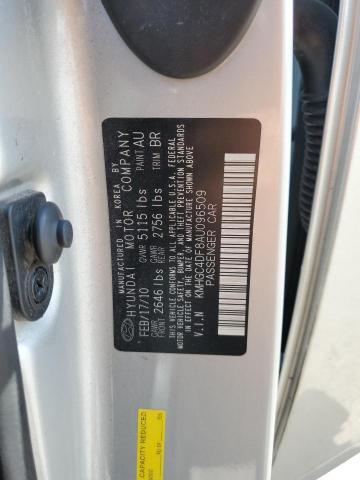 MANUFACTURED IN KOREA BY
HYUNDAI MOTOR COMPANY
FEB/17/10 GVWR 5115 lbs PAINT AU
GAWR FRONT 2646 lbs GAWR REAR 2756 lbs TRIM BR
THIS VEHICLE CONFORMS TO ALL APPLICABLE U.S.A. FEDERAL
MOTOR VEHICLE SAFETY, BUMPER, AND THEFT PREVENTION STANDARDS
IN EFFECT ON THE DATE OF MANUFACTURE SHOWN ABOVE
V.I.N KMHGC4DF8AU096509
PASSENGER CAR
CAPACITY REDUCED